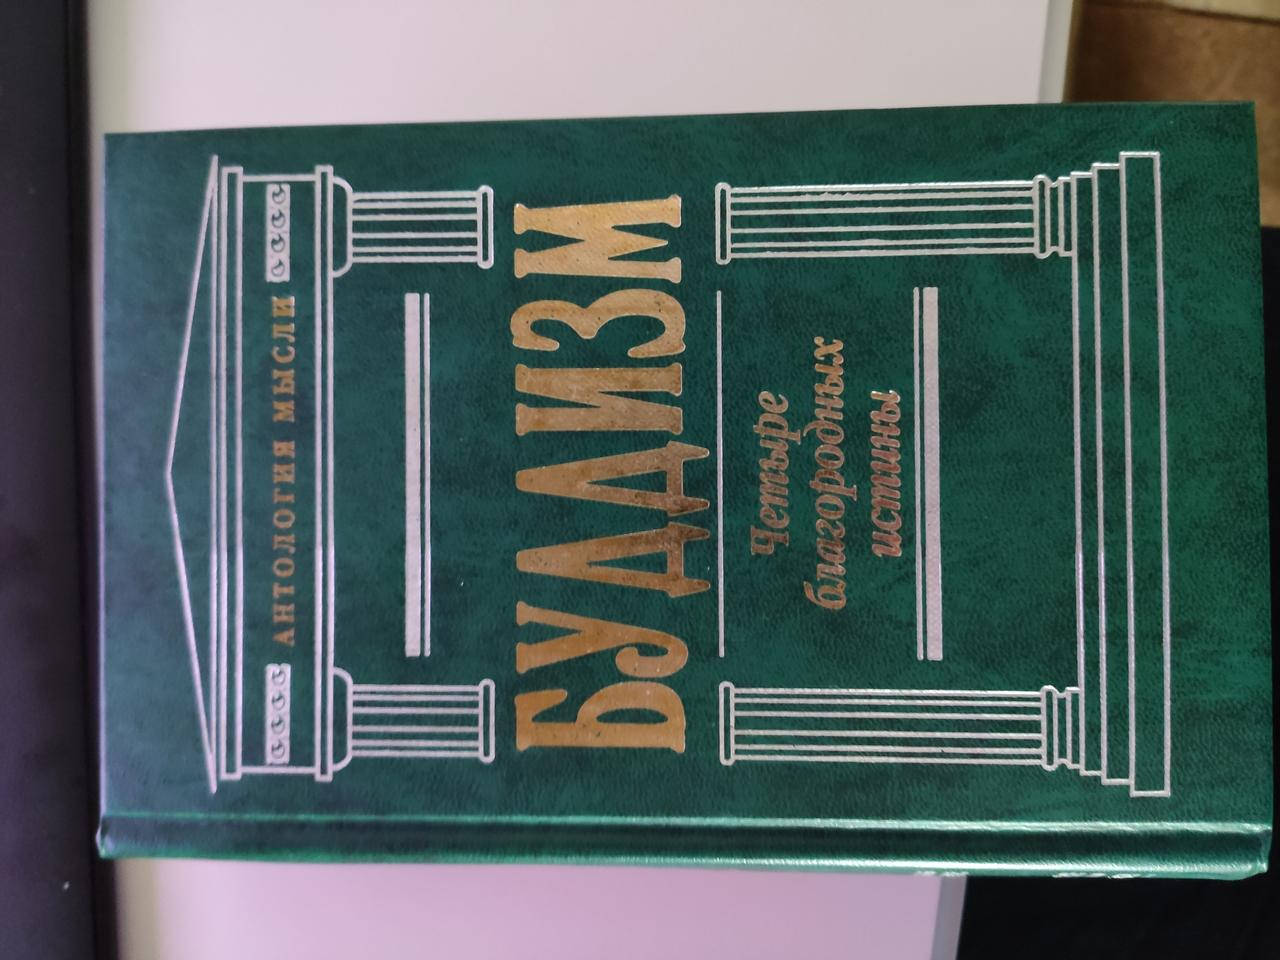 АНТОЛОГИЯ МЫСЛИ
БУДДИЗМ
Четыре
благородных
истины